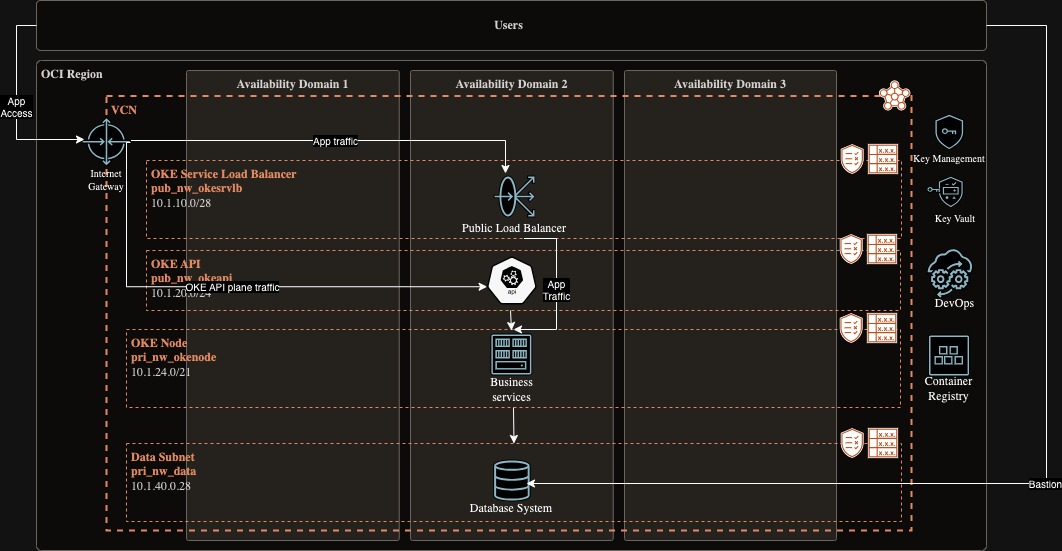 Users
OCI Region
Availability Domain 1
Availability Domain 2
Availability Domain 3
App
Access
VCN
Internet
Gateway
App traffic
OKE Service Load Balancer
pub_nw_okesrvlb
10.1.10.0/28
Public Load Balancer
OKE API
pub_nw_okeapi
10.1.20.0/24
OKE API plane traffic
api
App
Traffic
OKE Node
pri_nw_okenode
10.1.24.0/21
Business
services
Data Subnet
pri_nw_data
10.1.40.0.28
Database System
Bastion
Key Management
Key Vault
DevOps
Container
Registry